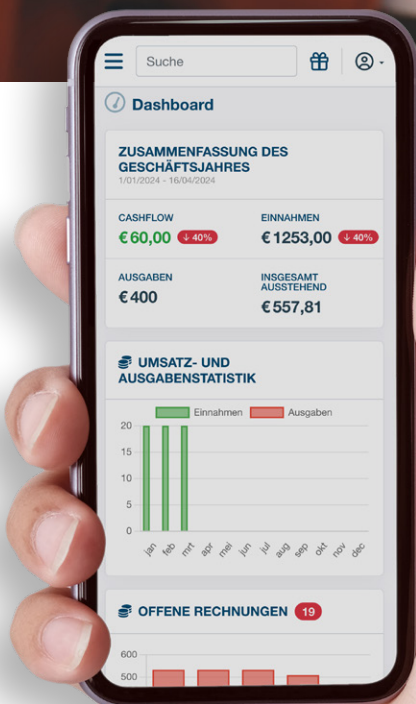 Suche
Dashboard
ZUSAMMENFASSUNG DES
GESCHÄFTSJAHRES
1/01/2024 - 16/04/2024
CASHFLOW
€60,00 ↓ 40%
EINNAHMEN
€1253,00 ↓ 40%
AUSGABEN
€400
INSGESAMT
AUSSTEHEND
€557,81
UMSATZ- UND
AUSGABENSTATISTIK
Einnahmen Ausgaben
20
15
10
5
0
jan feb mrt apr mei jun jul aug sep okt nov dec
OFFENE RECHNUNGEN 19
600
500